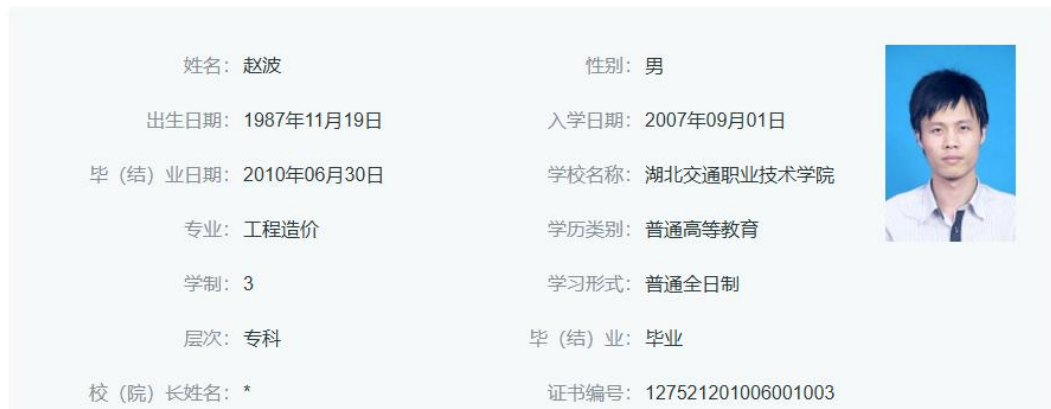 姓名：赵波 性别：男
出生日期：1987年11月19日 入学日期：2007年09月01日
毕（结）业日期：2010年06月30日 学校名称：湖北交通职业技术学院
专业：工程造价 学历类别：普通高等教育
学制：3 学习形式：普通全日制
层次：专科 毕（结）业：毕业
校（院）长姓名：* 证书编号：127521201006001003